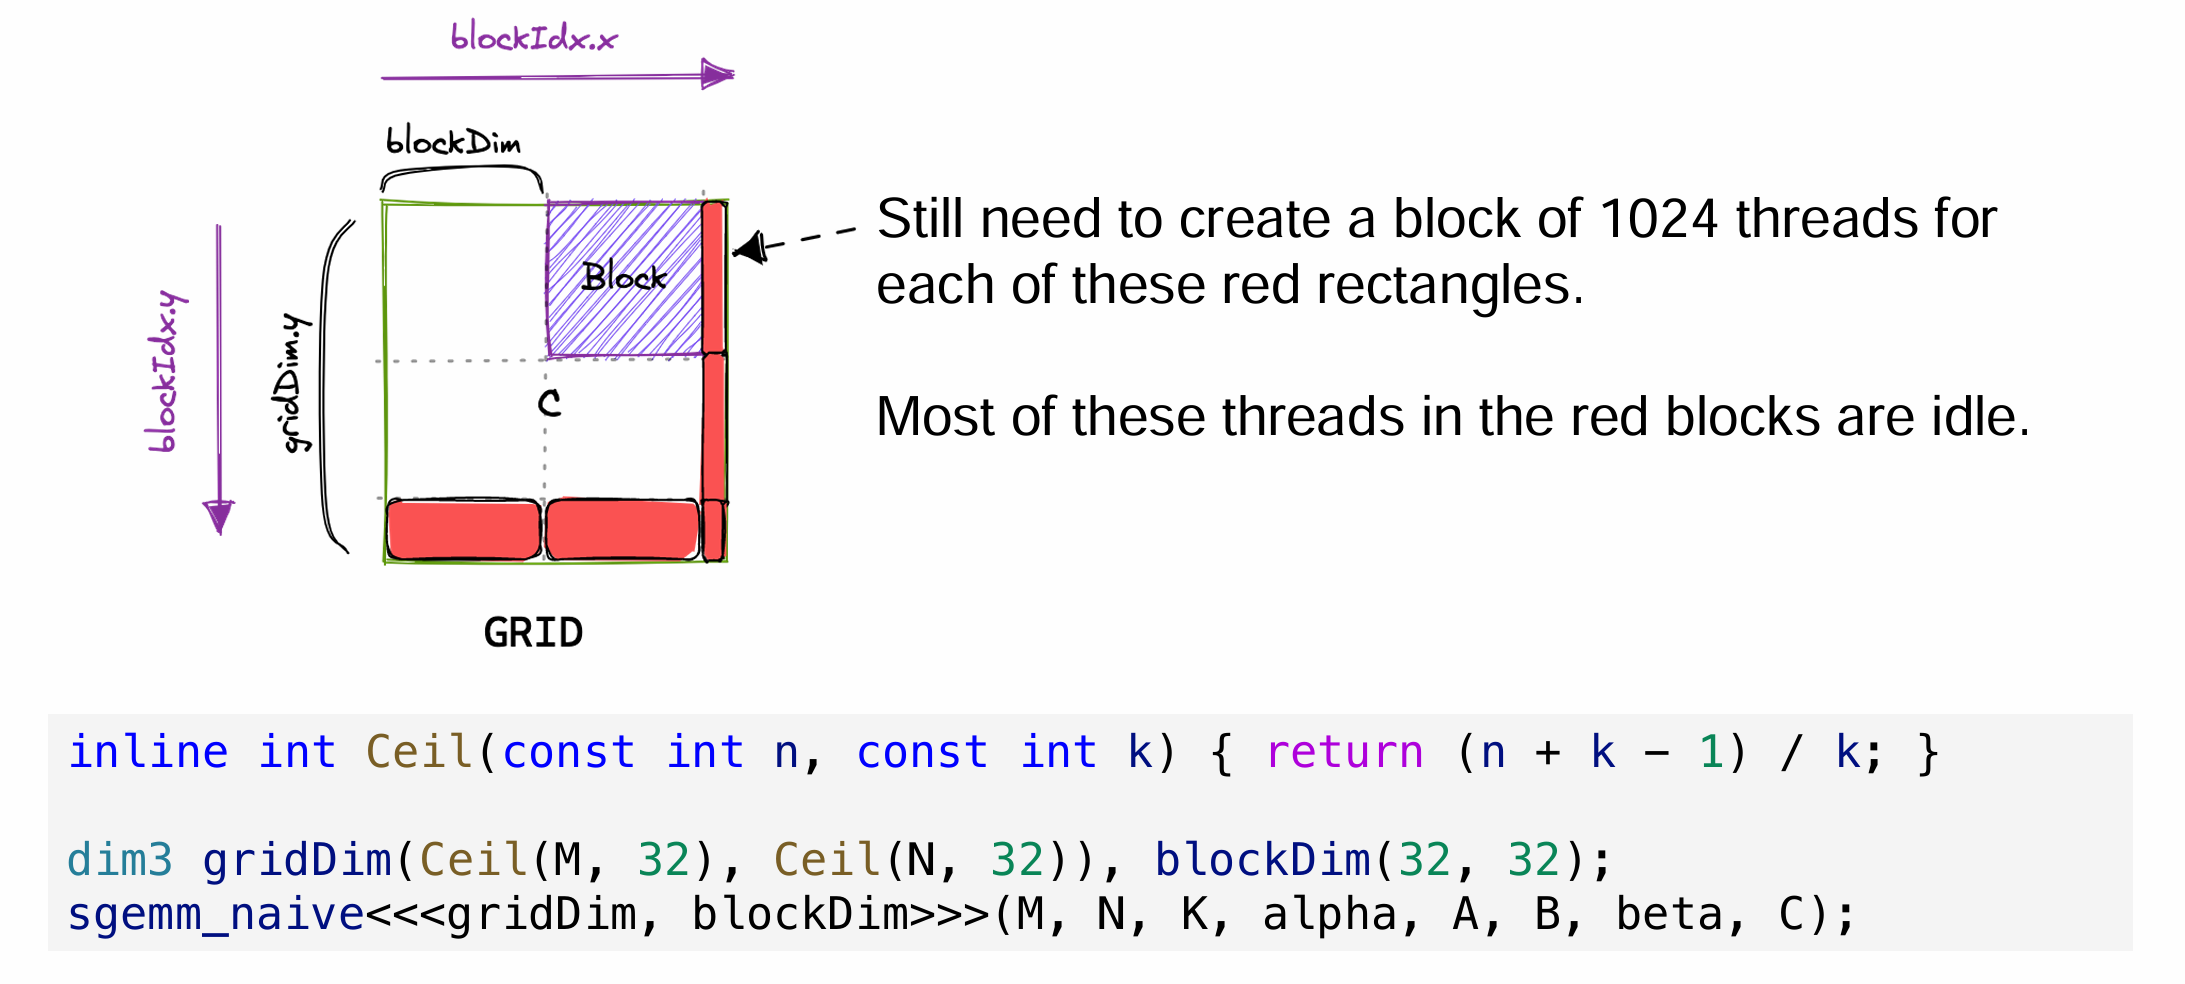 blockIdx.x
blockDim
blockIdx.y
gridDim.y
Block
C
GRID
Still need to create a block of 1024 threads for
each of these red rectangles.
Most of these threads in the red blocks are idle.
inline int Ceil(const int n, const int k) { return (n + k − 1) / k; }
dim3 gridDim(Ceil(M, 32), Ceil(N, 32)), blockDim(32, 32);
sgemm_naive<<<gridDim, blockDim>>>(M, N, K, alpha, A, B, beta, C);